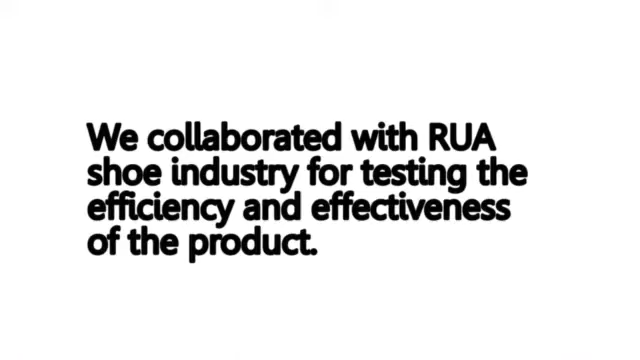 We collaborated with RUA
shoe industry for testing the
efficiency and effectiveness
of the product.